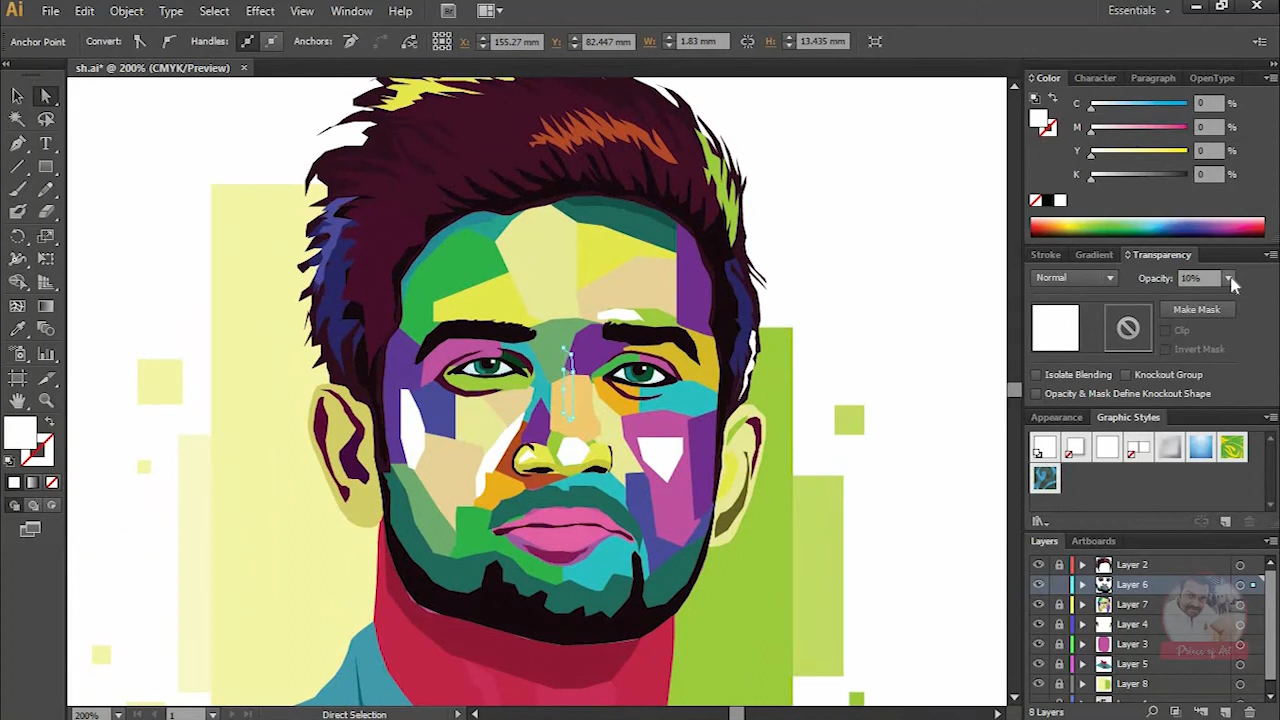 Ai File Edit Object Type Select Effect View Window Help Br Essentials
Anchor Point Convert: Handles: Anchors: X: 155.27 mm Y: 82.447 mm W: 1.83 mm H: 13.435 mm
sh.ai* @ 200% (CMYK/Preview) ×
Color Character Paragraph OpenType
C 0 %
M 0 %
Y 0 %
K 0 %
Stroke Gradient Transparency
Normal Opacity: 10%
Make Mask
Clip
Invert Mask
Isolate Blending Knockout Group
Opacity & Mask Define Knockout Shape
Appearance Graphic Styles
Layers Artboards
Layer 2
Layer 6
Layer 7
Layer 4
Layer 3
Prince of Art
Layer 5
Layer 8
8 Layers
200% 1 Direct Selection